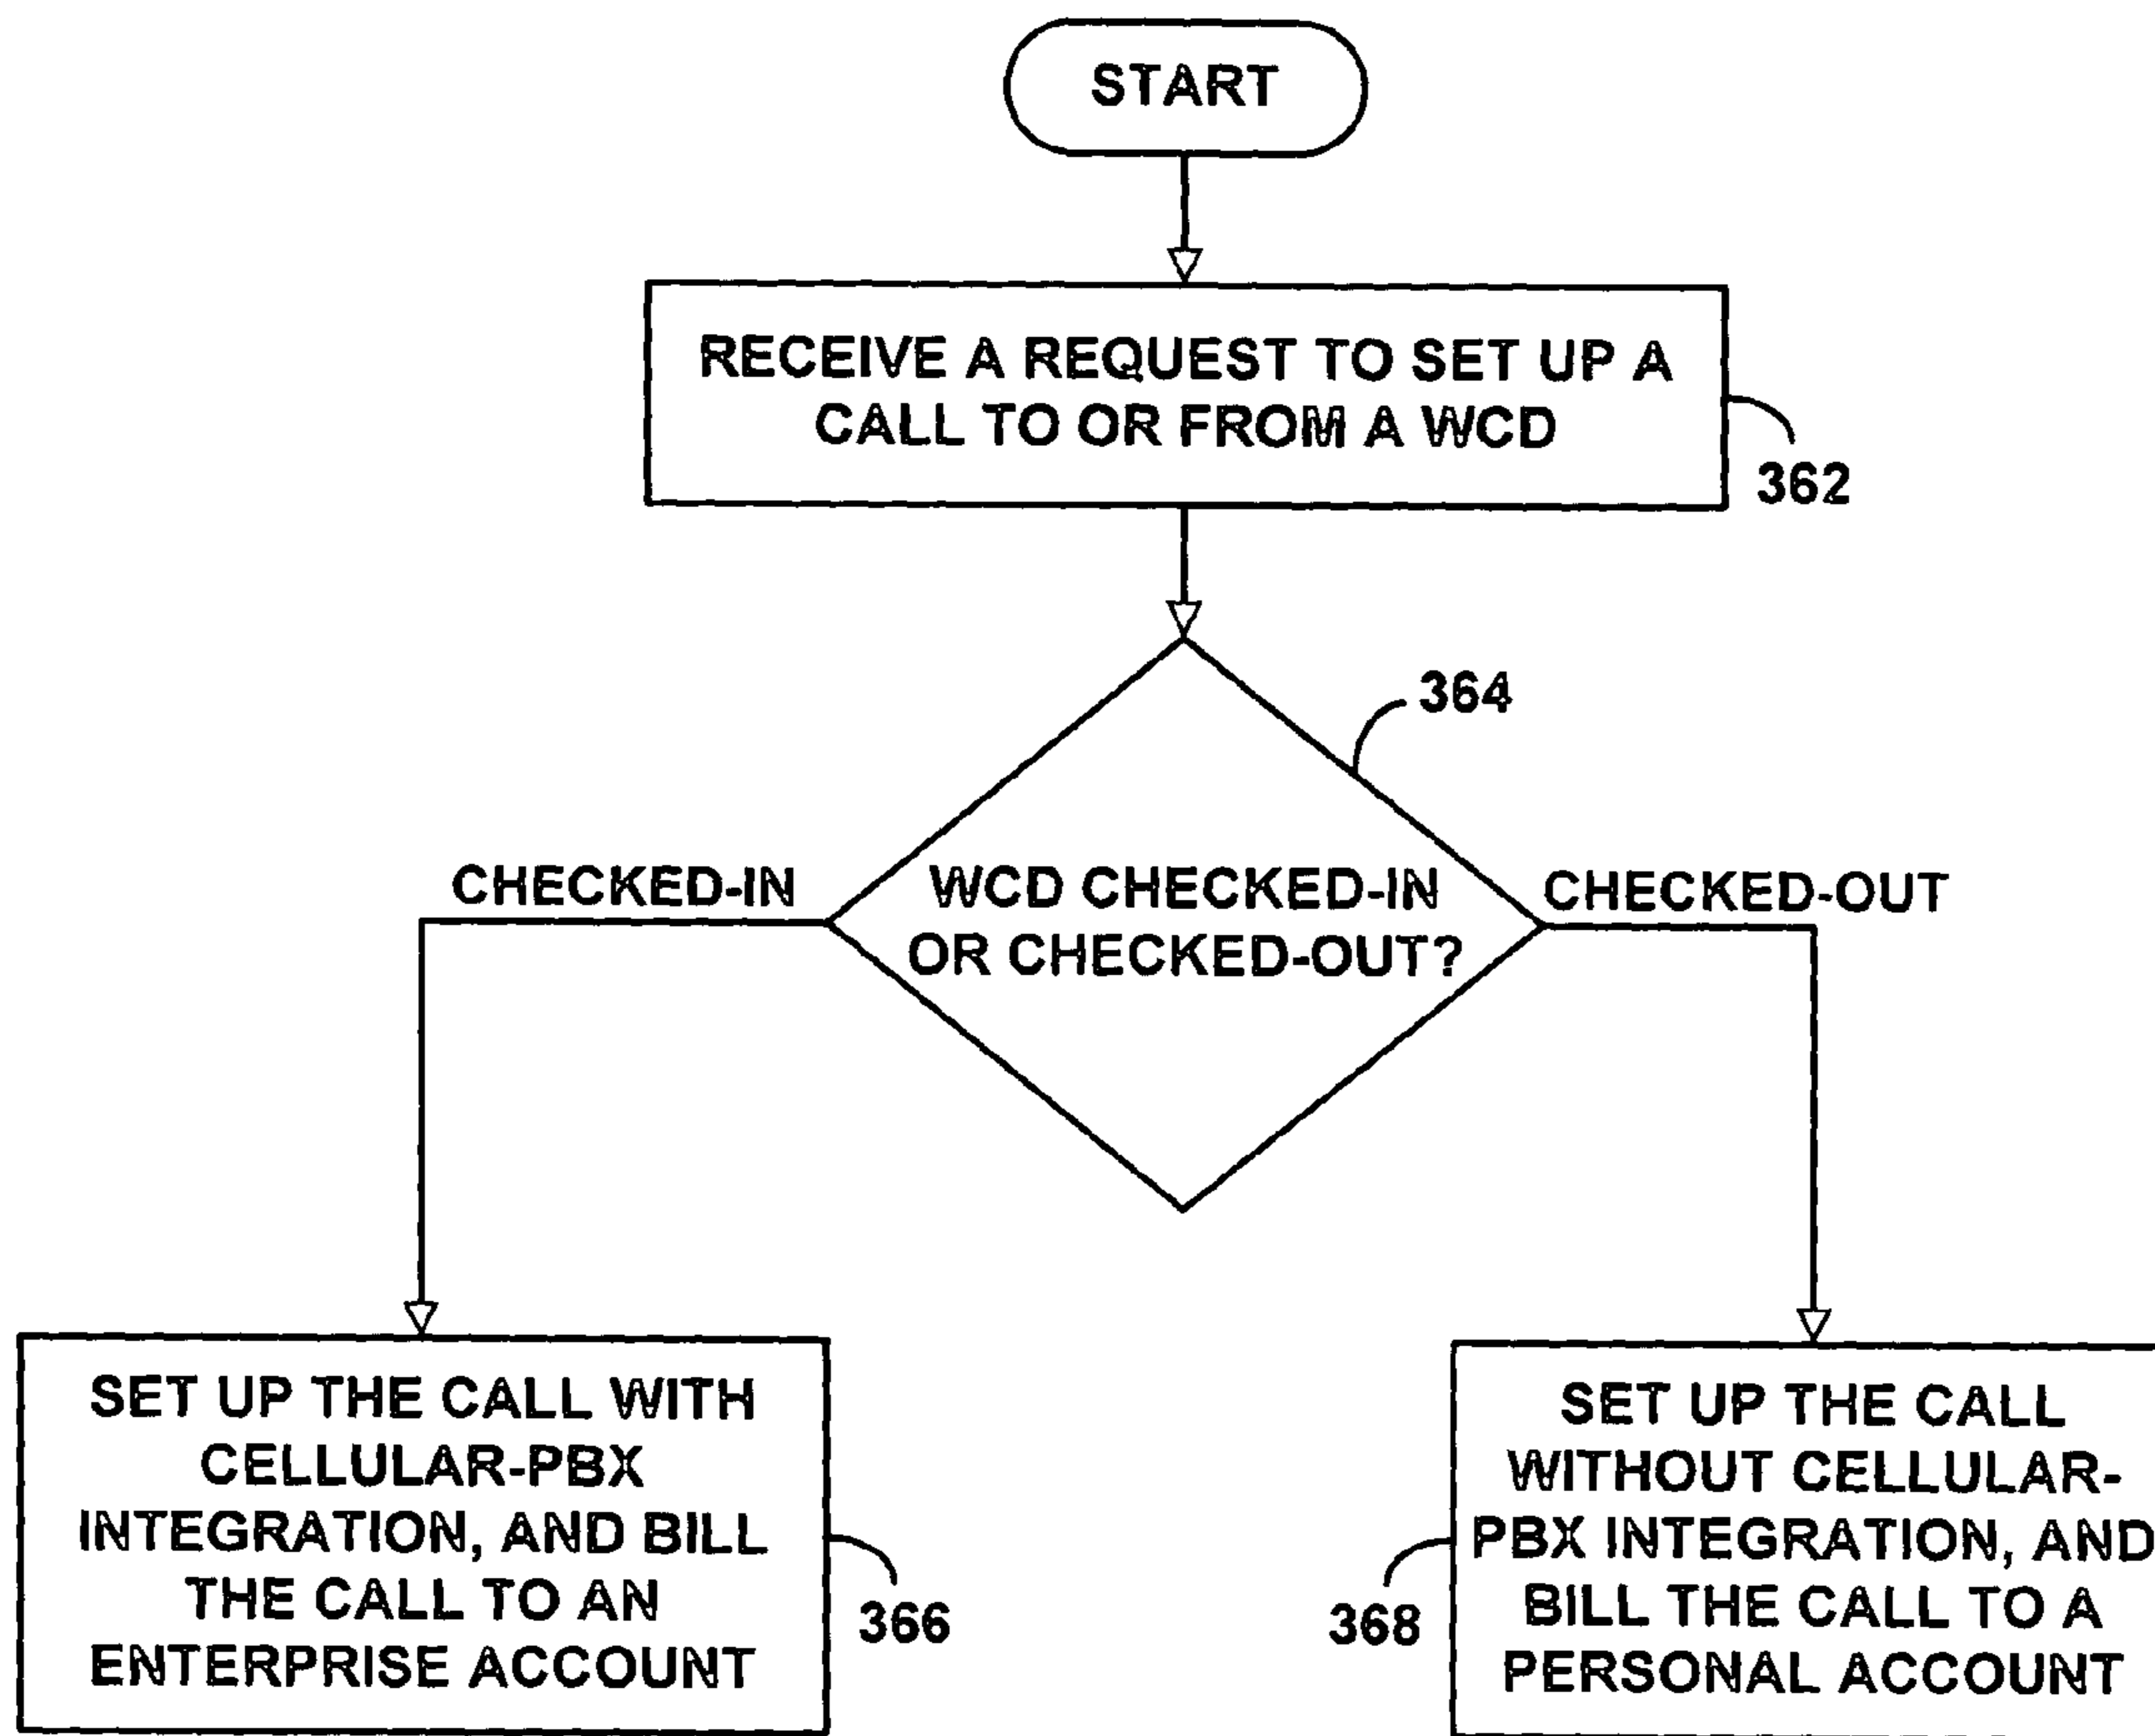 START
RECEIVE A REQUEST TO SET UP A
CALL TO OR FROM A WCD
362
364
CHECKED-IN
WCD CHECKED-IN
OR CHECKED-OUT?
CHECKED-OUT
SET UP THE CALL WITH
CELLULAR-PBX
INTEGRATION, AND BILL
THE CALL TO AN
ENTERPRISE ACCOUNT
366
SET UP THE CALL
WITHOUT CELLULAR-
PBX INTEGRATION, AND
BILL THE CALL TO A
PERSONAL ACCOUNT
368